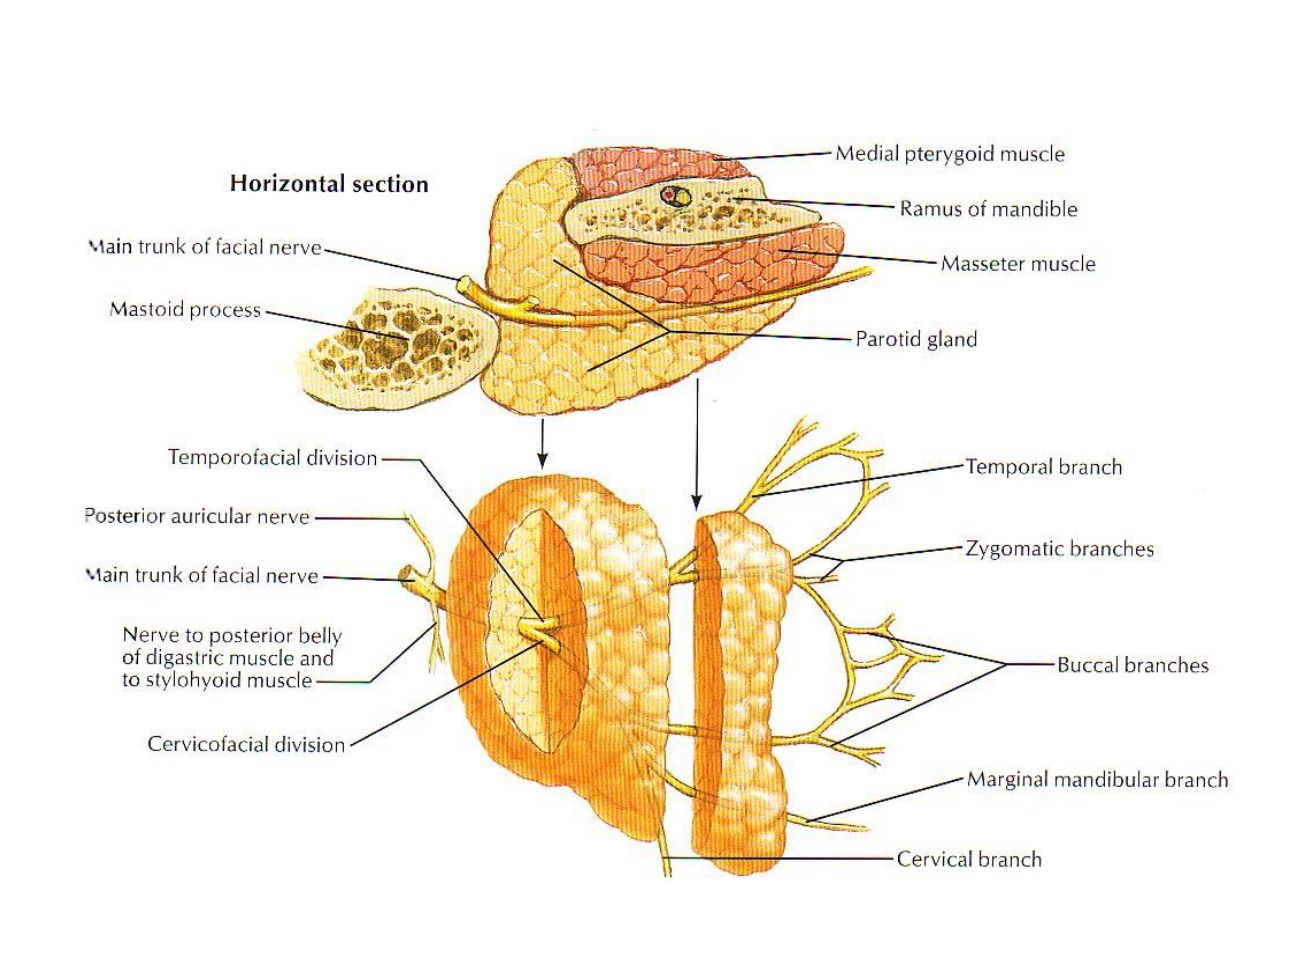 Horizontal section
Medial pterygoid muscle
Ramus of mandible
Main trunk of facial nerve
Masseter muscle
Mastoid process
Parotid gland
Temporofacial division
Temporal branch
Posterior auricular nerve
Zygomatic branches
Main trunk of facial nerve
Nerve to posterior belly
of digastric muscle and
to stylohyoid muscle
Buccal branches
Cervicofacial division
Marginal mandibular branch
Cervical branch